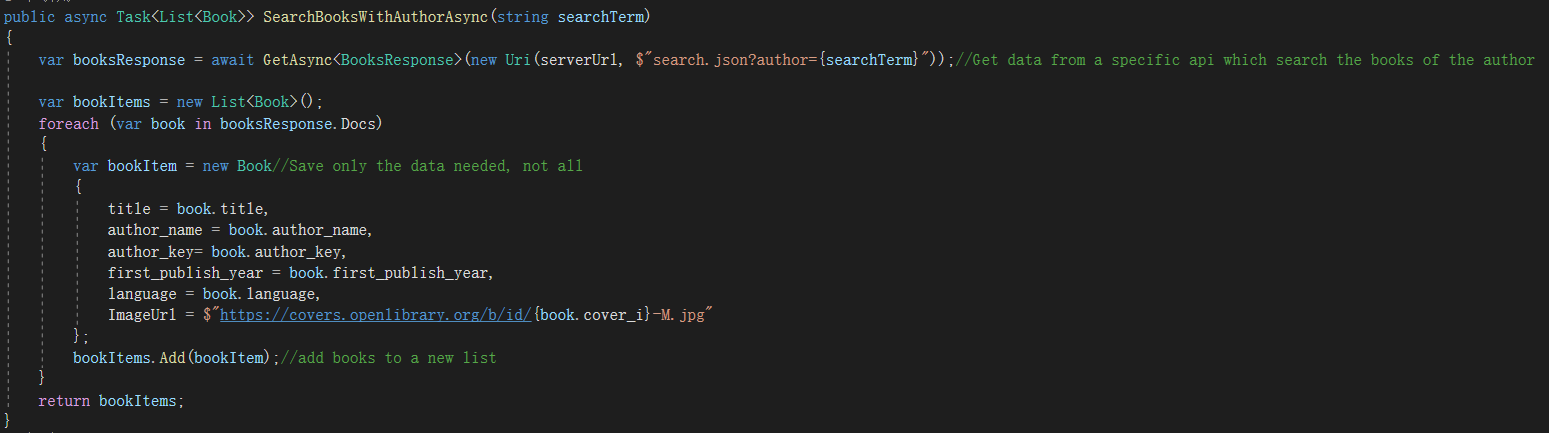 public async Task<List<Book>> SearchBooksWithAuthorAsync(string searchTerm)
{
    var booksResponse = await GetAsync<BooksResponse>(new Uri(serverUrl, $"search.json?author={searchTerm}"));//Get data from a specific api which search the books of the author
    var bookItems = new List<Book>();
    foreach (var book in booksResponse.Docs)
    {
        var bookItem = new Book//Save only the data needed, not all
        {
            title = book.title,
            author_name = book.author_name,
            author_key= book.author_key,
            first_publish_year = book.first_publish_year,
            language = book.language,
            ImageUrl = $"https://covers.openlibrary.org/b/id/{book.cover_i}-M.jpg"
        };
        bookItems.Add(bookItem);//add books to a new list
    }
    return bookItems;
}